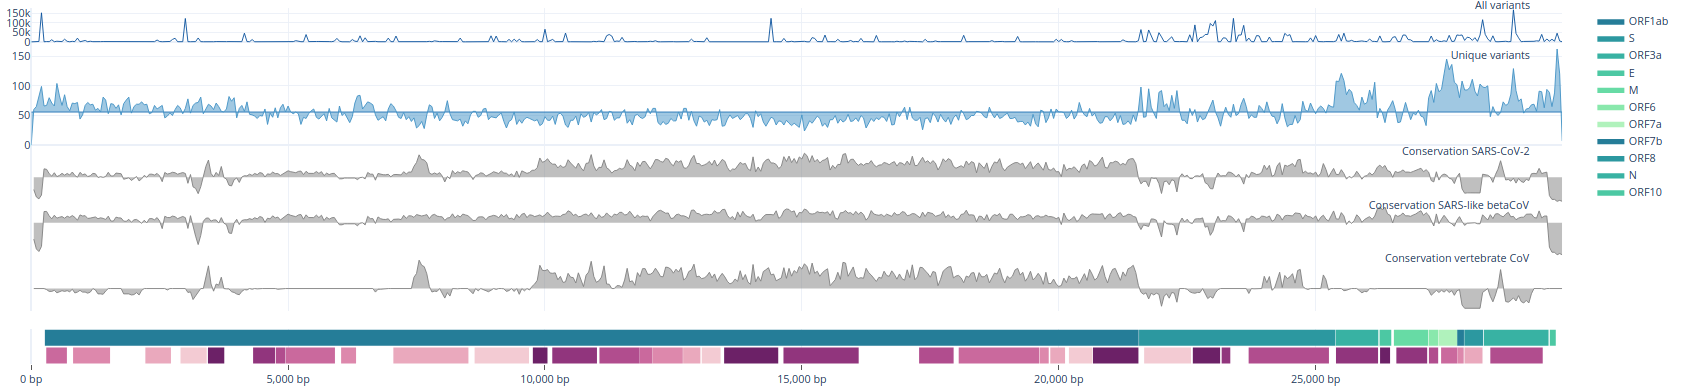 All variants
150k
100k
50k
0
Unique variants
150
100
50
0
Conservation SARS-CoV-2
Conservation SARS-like betaCoV
Conservation vertebrate CoV
0 bp
5,000 bp
10,000 bp
15,000 bp
20,000 bp
25,000 bp
ORF1ab
S
ORF3a
E
M
ORF6
ORF7a
ORF7b
ORF8
N
ORF10